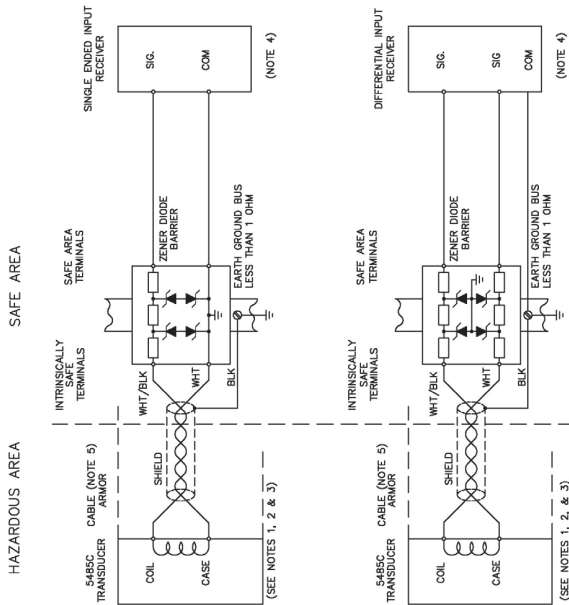 HAZARDOUS AREA
SAFE AREA
5485C
TRANSDUCER
CABLE (NOTE 5)
ARMOR
INTRINSICALLY
SAFE
TERMINALS
SAFE AREA
TERMINALS
SINGLE ENDED INPUT
RECEIVER
COIL
CASE
SHIELD
WHT/BLK
WHT
BLK
ZENER DIODE
BARRIER
EARTH GROUND BUS
LESS THAN 1 OHM
SIG.
COM
(SEE NOTES 1, 2 & 3)
(NOTE 4)
5485C
TRANSDUCER
CABLE (NOTE 5)
ARMOR
INTRINSICALLY
SAFE
TERMINALS
SAFE AREA
TERMINALS
DIFFERENTIAL INPUT
RECEIVER
COIL
CASE
SHIELD
WHT/BLK
WHT
BLK
ZENER DIODE
BARRIER
EARTH GROUND BUS
LESS THAN 1 OHM
SIG.
SIG
COM
(SEE NOTES 1, 2, & 3)
(NOTE 4)